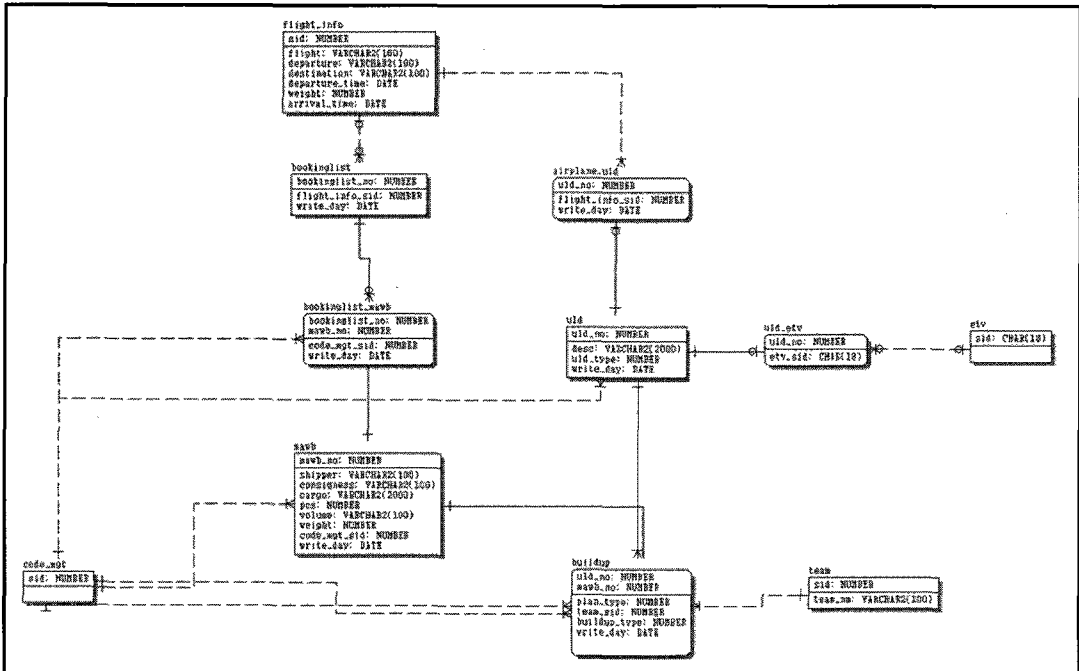 flight_info
sid: NUMBER
flight: VARCHAR2(100)
departure: VARCHAR2(100)
destination: VARCHAR2(100)
departure_time: DATE
weight: NUMBER
arrival_time: DATE
bookinglist
bookinglist_no: NUMBER
flight_info_sid: NUMBER
write_day: DATE
airplane_uld
uld_no: NUMBER
flight_info_sid: NUMBER
write_day: DATE
bookinglist_mawb
bookinglist_no: NUMBER
mawb_no: NUMBER
code_mgt_sid: NUMBER
write_day: DATE
uld
uld_no: NUMBER
desc: VARCHAR2(2000)
uld_type: NUMBER
write_day: DATE
uld_etv
uld_no: NUMBER
etv_sid: CHAR(18)
etv
sid: CHAR(18)
mawb
mawb_no: NUMBER
shipper: VARCHAR2(100)
consigness: VARCHAR2(100)
cargo: VARCHAR2(2000)
pcs: NUMBER
volume: VARCHAR2(100)
weight: NUMBER
code_mgt_sid: NUMBER
write_day: DATE
code_mgt
sid: NUMBER
buildup
uld_no: NUMBER
mawb_no: NUMBER
plan_type: NUMBER
team_sid: NUMBER
buildup_type: NUMBER
write_day: DATE
team
sid: NUMBER
team_nm: VARCHAR2(200)